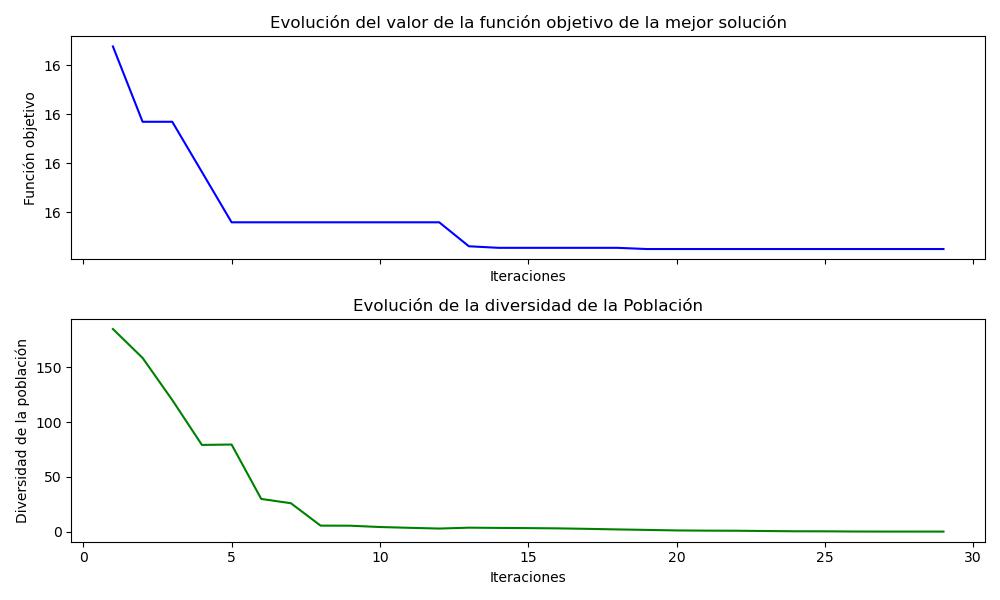 Evolución del valor de la función objetivo de la mejor solución
16
16
16
16
Función objetivo
Iteraciones
Evolución de la diversidad de la Población
150
100
50
0
Diversidad de la población
0 5 10 15 20 25 30
Iteraciones